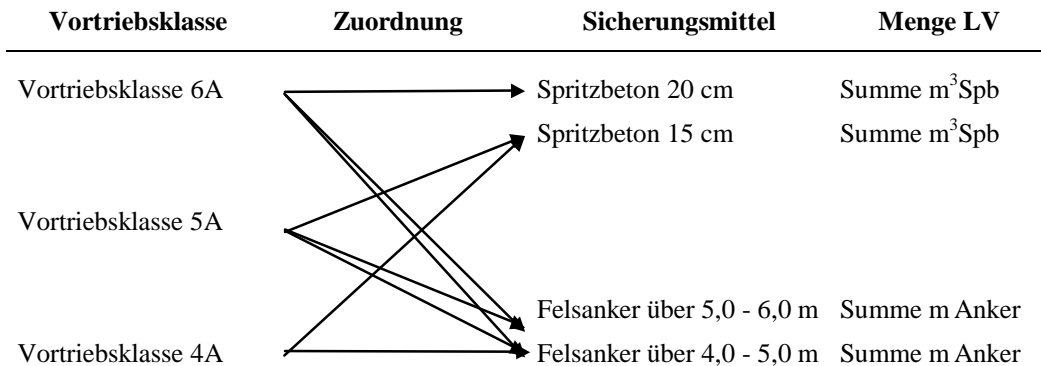 Vortriebsklasse Zuordnung Sicherungsmittel Menge LV
Vortriebsklasse 6A Spritzbeton 20 cm Summe m³Spb
Spritzbeton 15 cm Summe m³Spb
Vortriebsklasse 5A
Felsanker über 5,0 - 6,0 m Summe m Anker
Vortriebsklasse 4A Felsanker über 4,0 - 5,0 m Summe m Anker